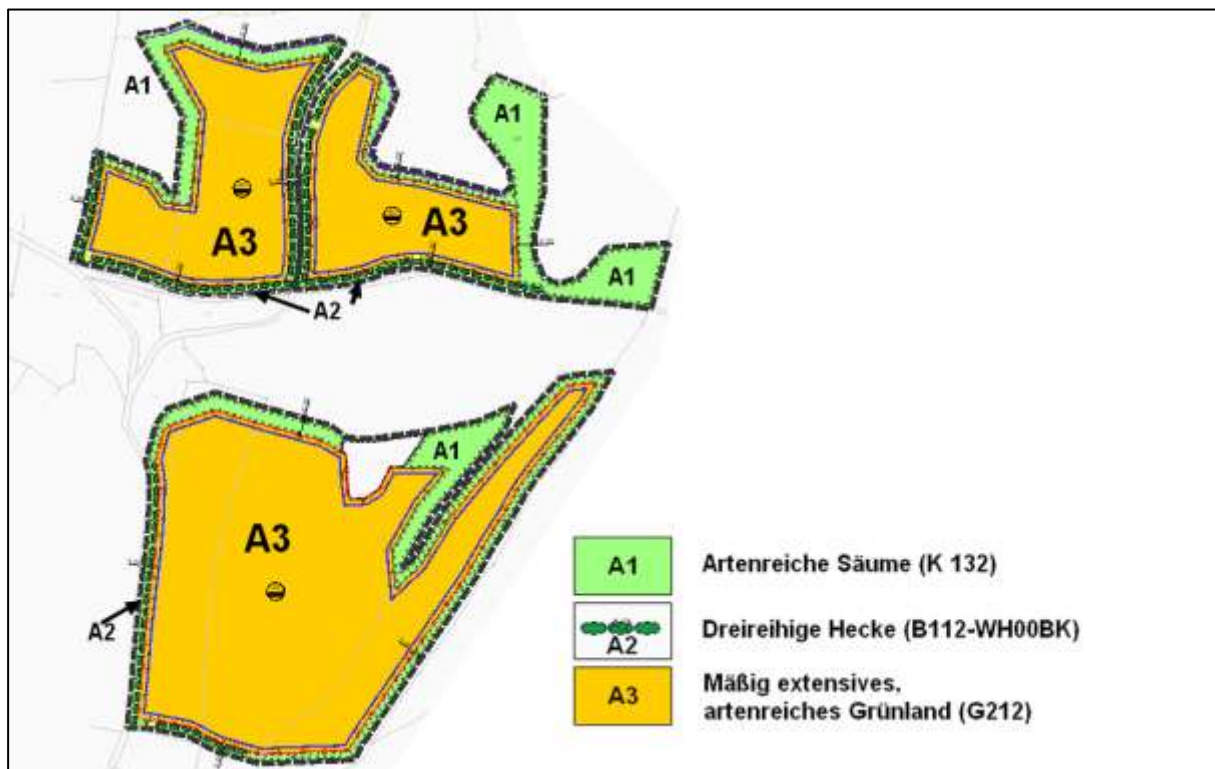 A1
A1
A3
A3
A1
A2
A1
A3
A2
A1 Artenreiche Säume (K 132)
A2 Dreireihige Hecke (B112-WH00BK)
A3 Mäßig extensives,
artenreiches Grünland (G212)